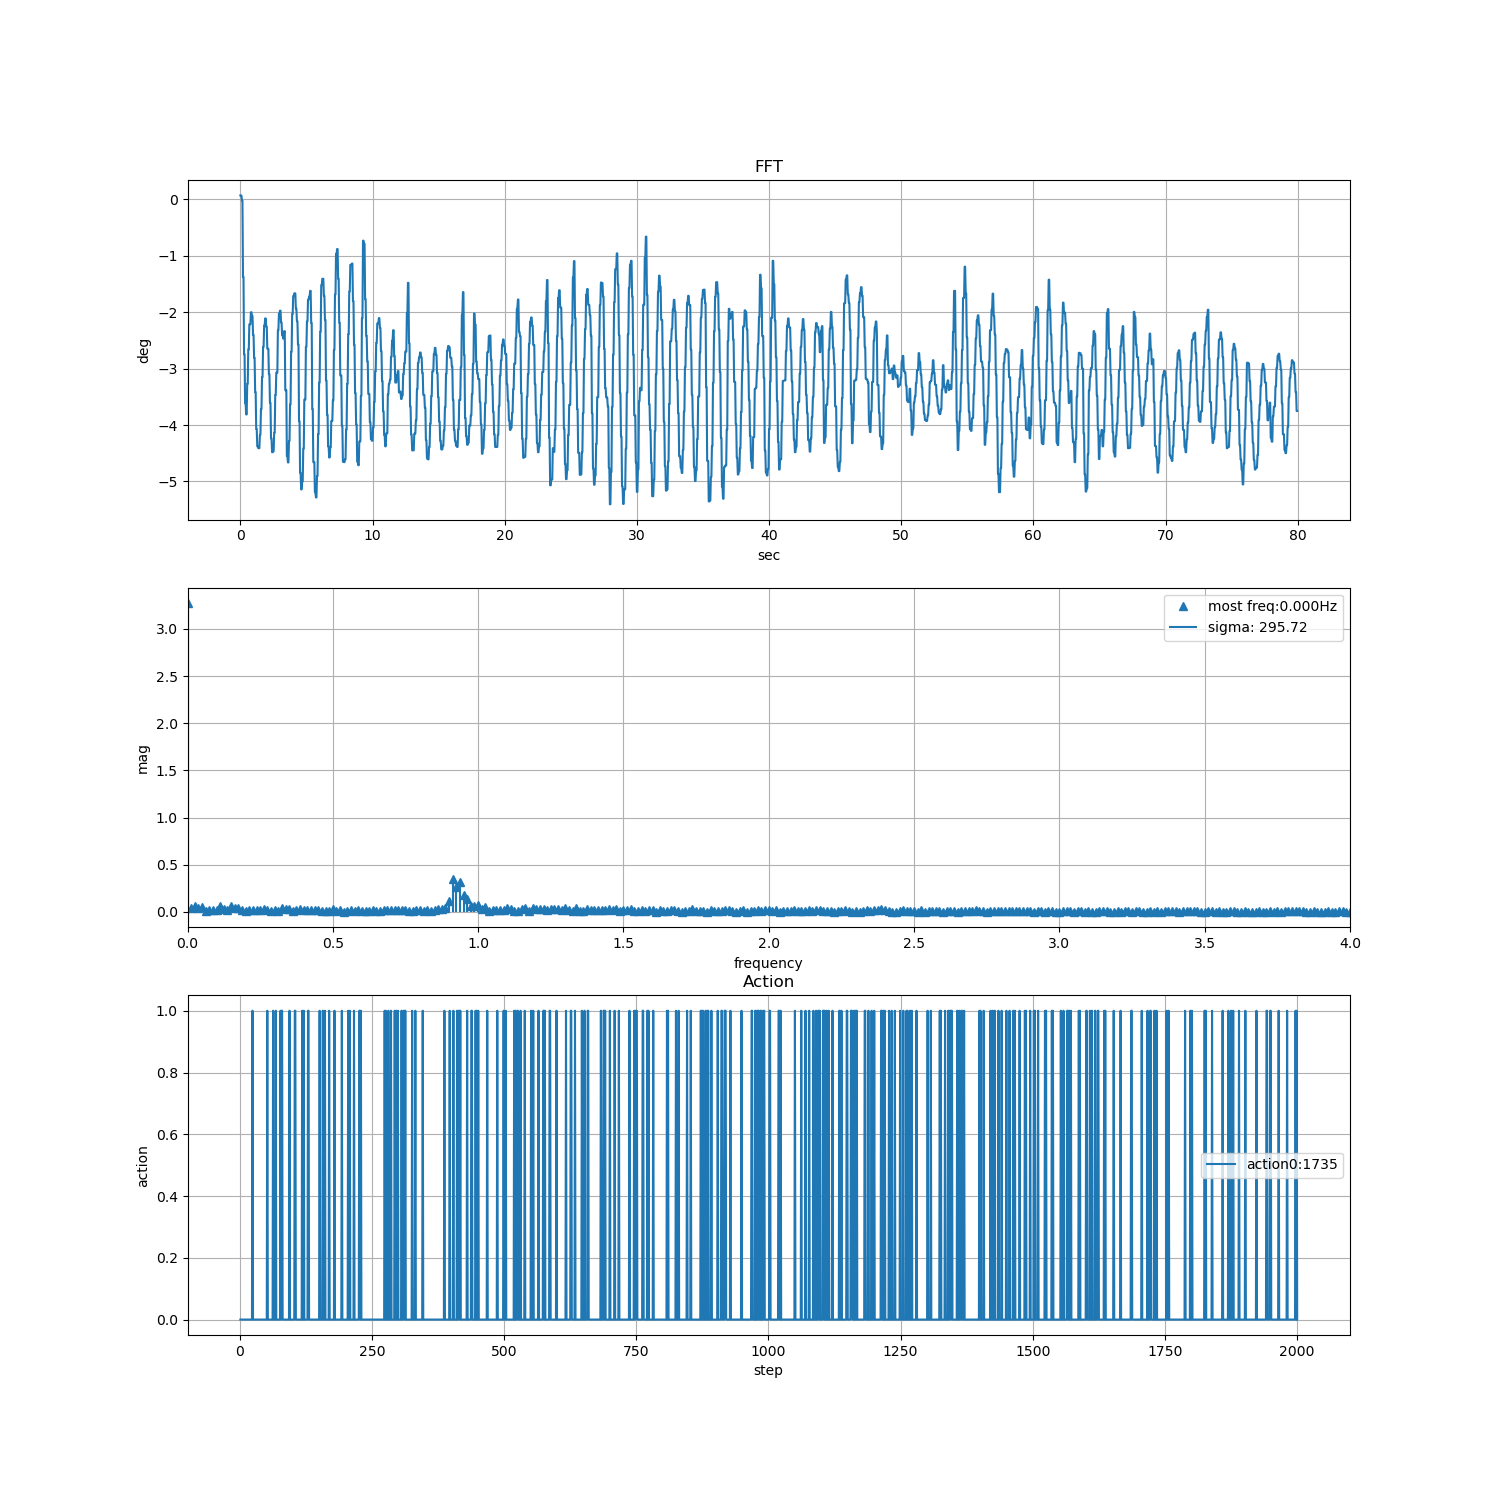 FFT
0
−1
−2
−3
−4
−5
deg
0 10 20 30 40 50 60 70 80
sec
3.0
2.5
2.0
1.5
1.0
0.5
0.0
mag
most freq:0.000Hz
sigma: 295.72
0.0 0.5 1.0 1.5 2.0 2.5 3.0 3.5 4.0
frequency
Action
1.0
0.8
0.6
0.4
0.2
0.0
action
action0:1735
0 250 500 750 1000 1250 1500 1750 2000
step